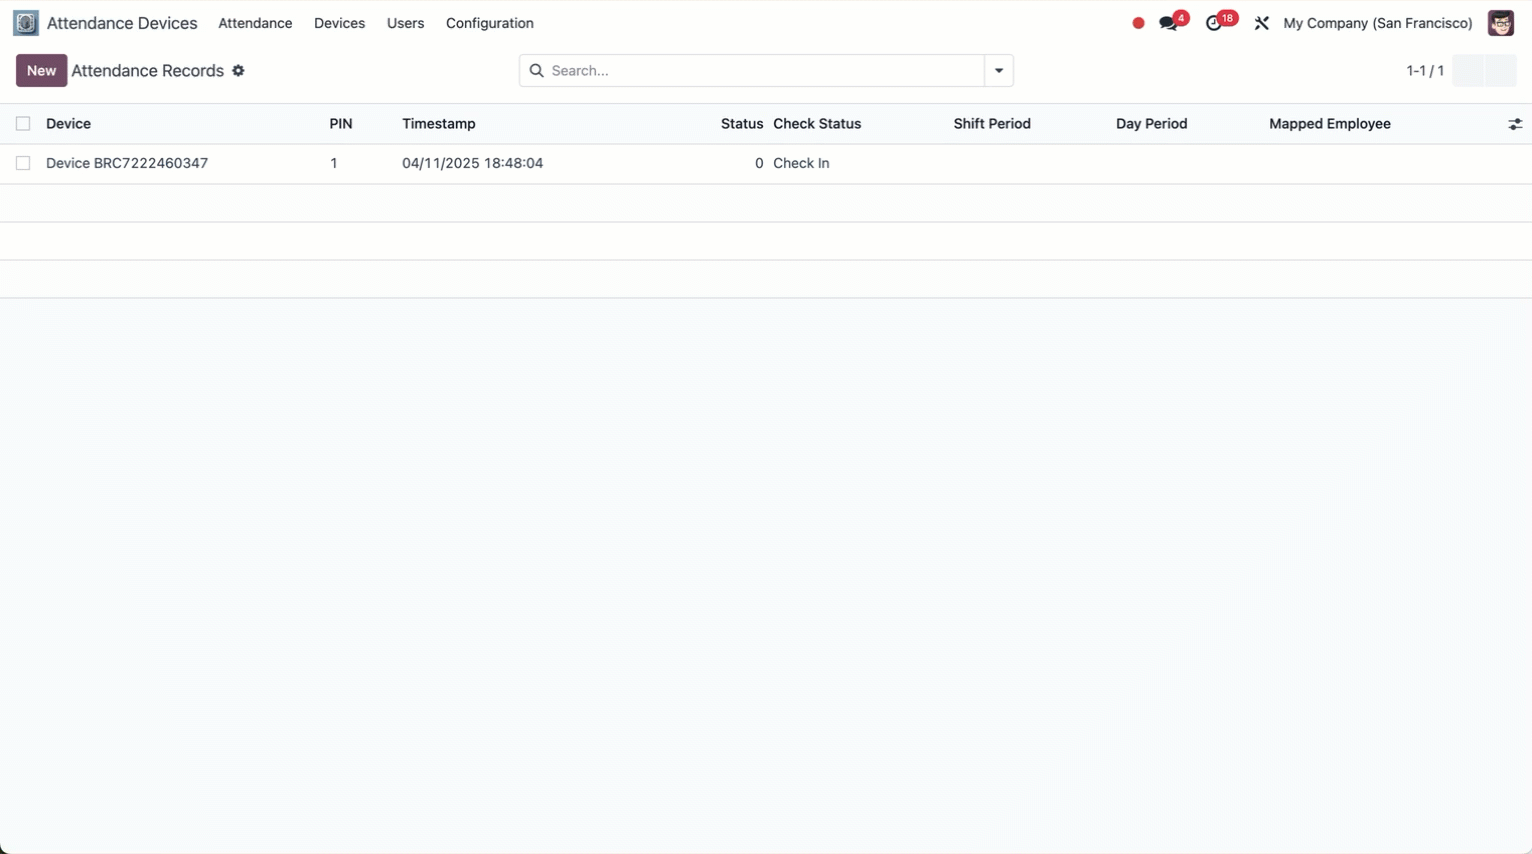 Attendance Devices Attendance Devices Users Configuration 4 18 My Company (San Francisco)
New Attendance Records Search... 1-1 / 1
Device PIN Timestamp Status Check Status Shift Period Day Period Mapped Employee
Device BRC7222460347 1 04/11/2025 18:48:04 0 Check In